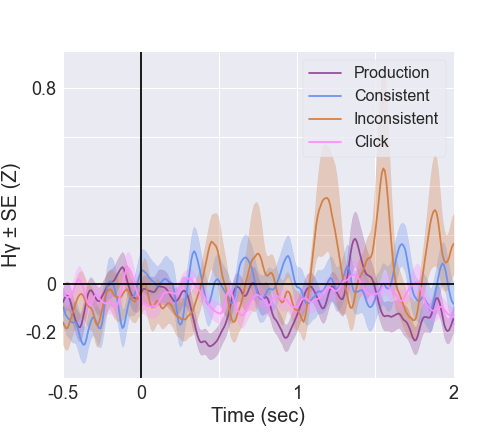 Production
Consistent
Inconsistent
Click
Hγ ± SE (Z)
0.8
0
-0.2
-0.5 0 1 2
Time (sec)